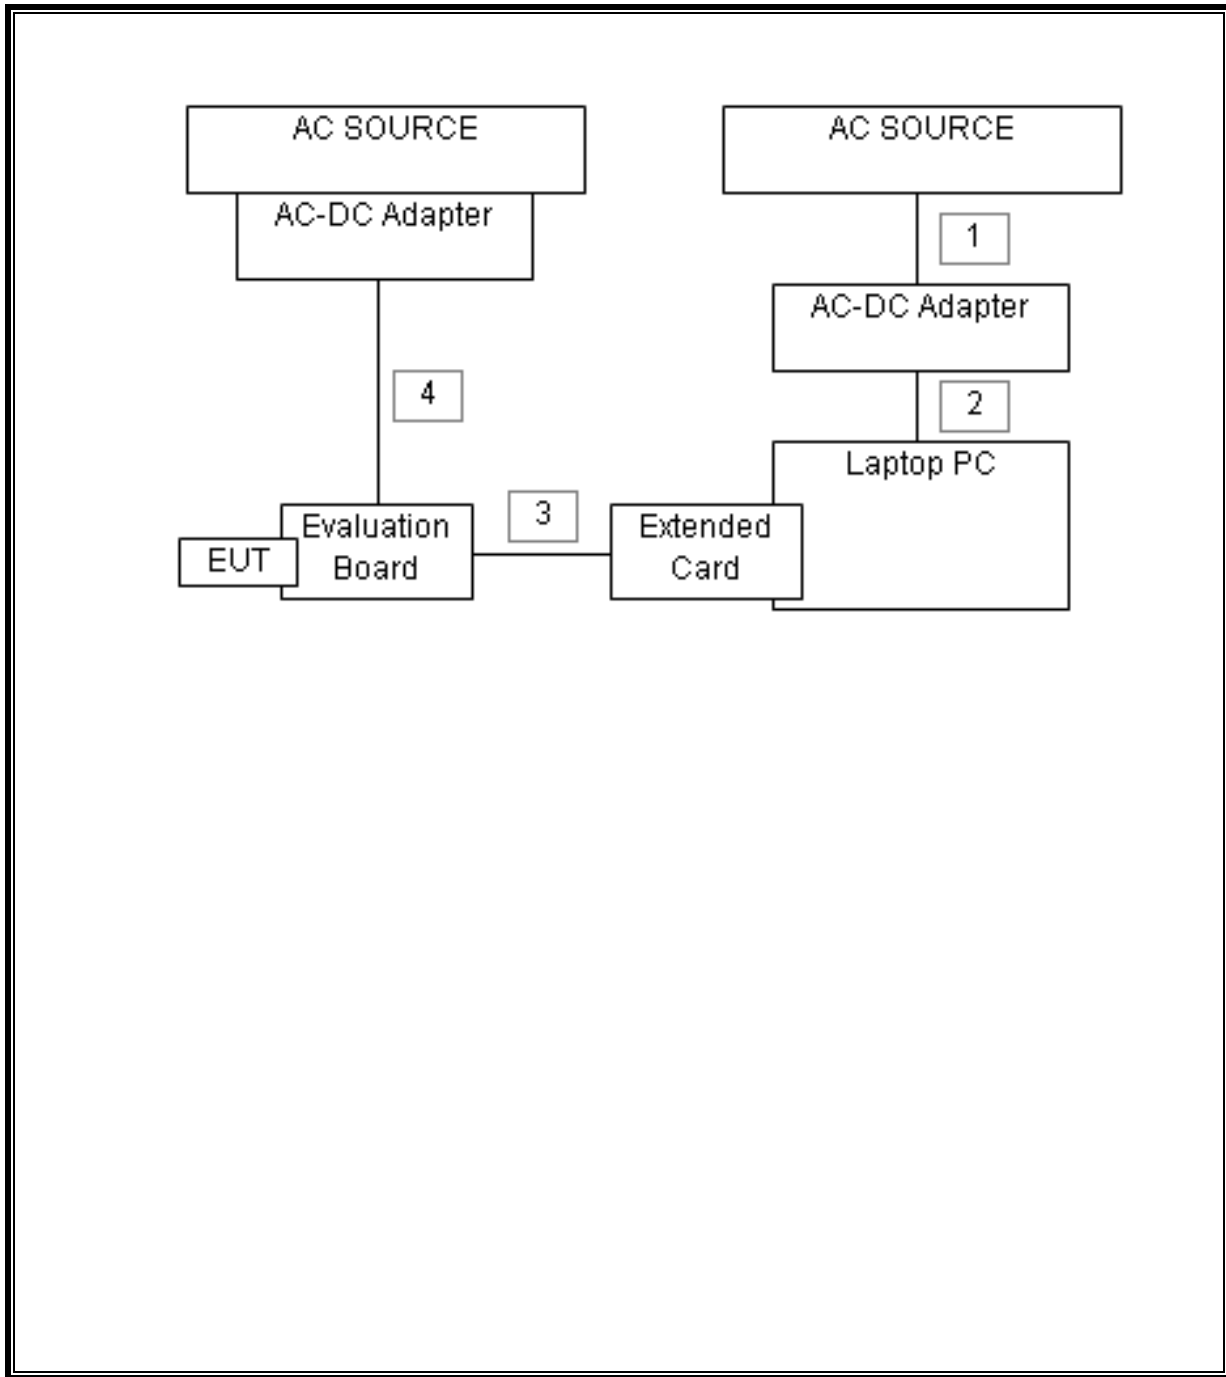 AC SOURCE
AC SOURCE
AC-DC Adapter
1
AC-DC Adapter
4
2
Laptop PC
3
Evaluation
Board
Extended
Card
EUT